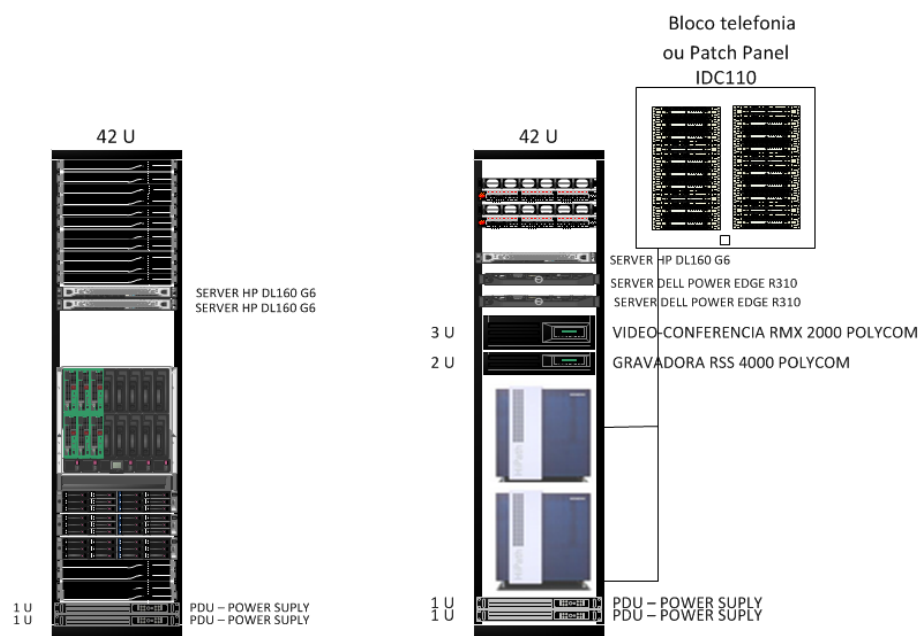 Bloco telefonia
ou Patch Panel
IDC110
42 U
SERVER HP DL160 G6
SERVER HP DL160 G6
1 U
PDU – POWER SUPLY
1 U
PDU – POWER SUPLY
42 U
SERVER HP DL160 G6
SERVER DELL POWER EDGE R310
SERVER DELL POWER EDGE R310
3 U
VIDEO-CONFERENCIA RMX 2000 POLYCOM
2 U
GRAVADORA RSS 4000 POLYCOM
HiPath
HiPath
1 U
PDU – POWER SUPLY
1 U
PDU – POWER SUPLY